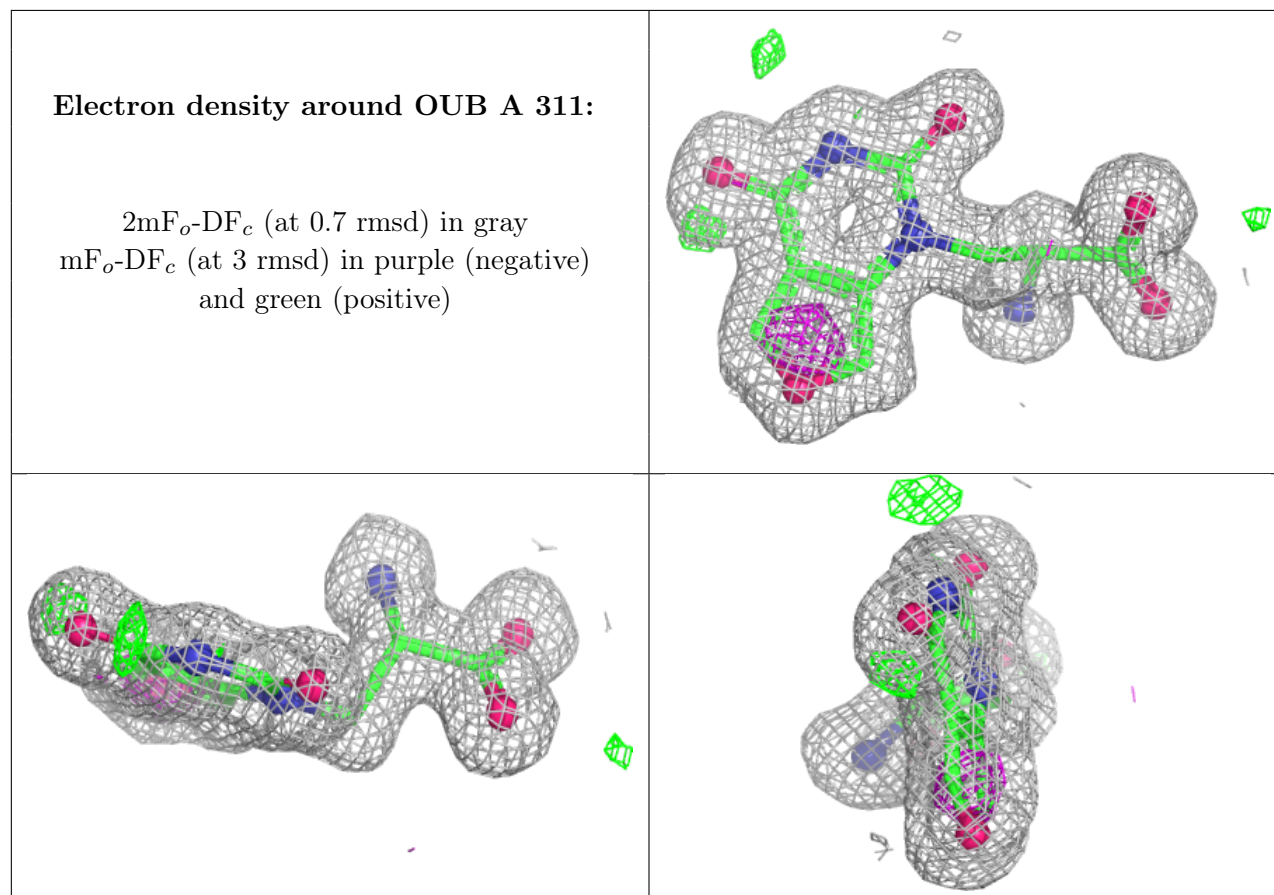 Electron density around OUB A 311:
2mFo-DFc (at 0.7 rmsd) in gray
mFo-DFc (at 3 rmsd) in purple (negative)
and green (positive)